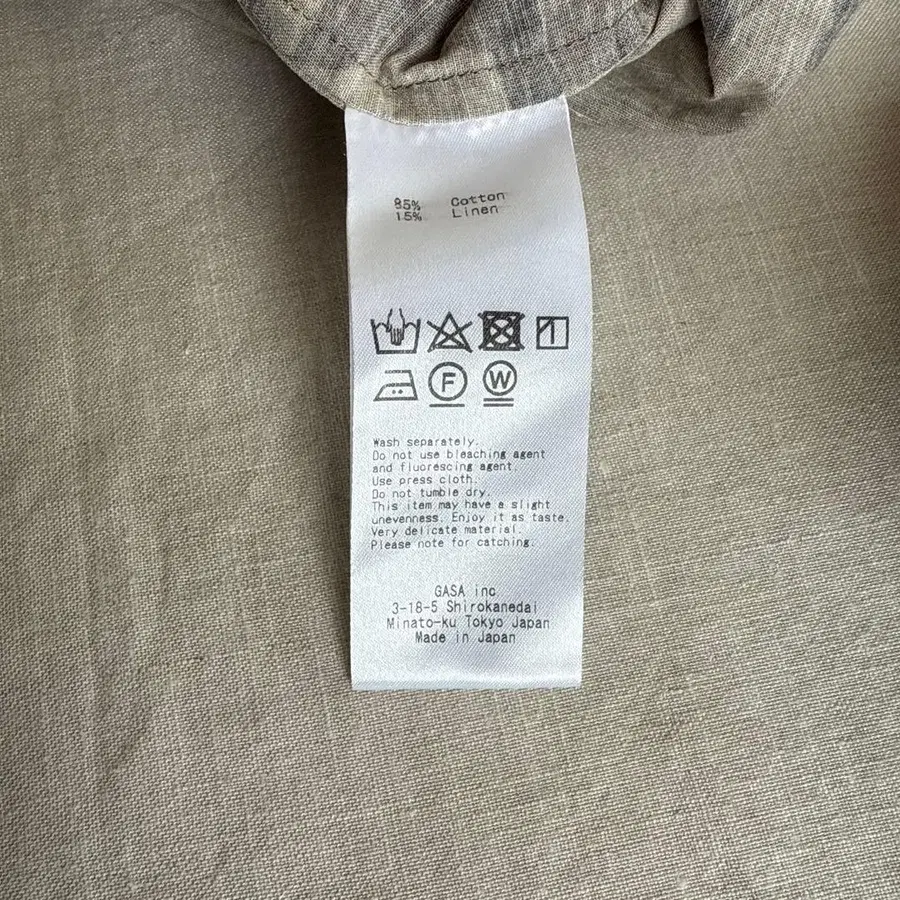 85% Cotton
15% Linen
F W
Wash separately.
Do not use bleaching agent
and fluorescing agent.
Use press cloth.
Do not tumble dry.
This item may have a slight
unevenness. Enjoy it as taste.
Very delicate material.
Please note for catching.
GASA inc
3-18-5 Shirokanedai
Minato-ku Tokyo Japan
Made in Japan